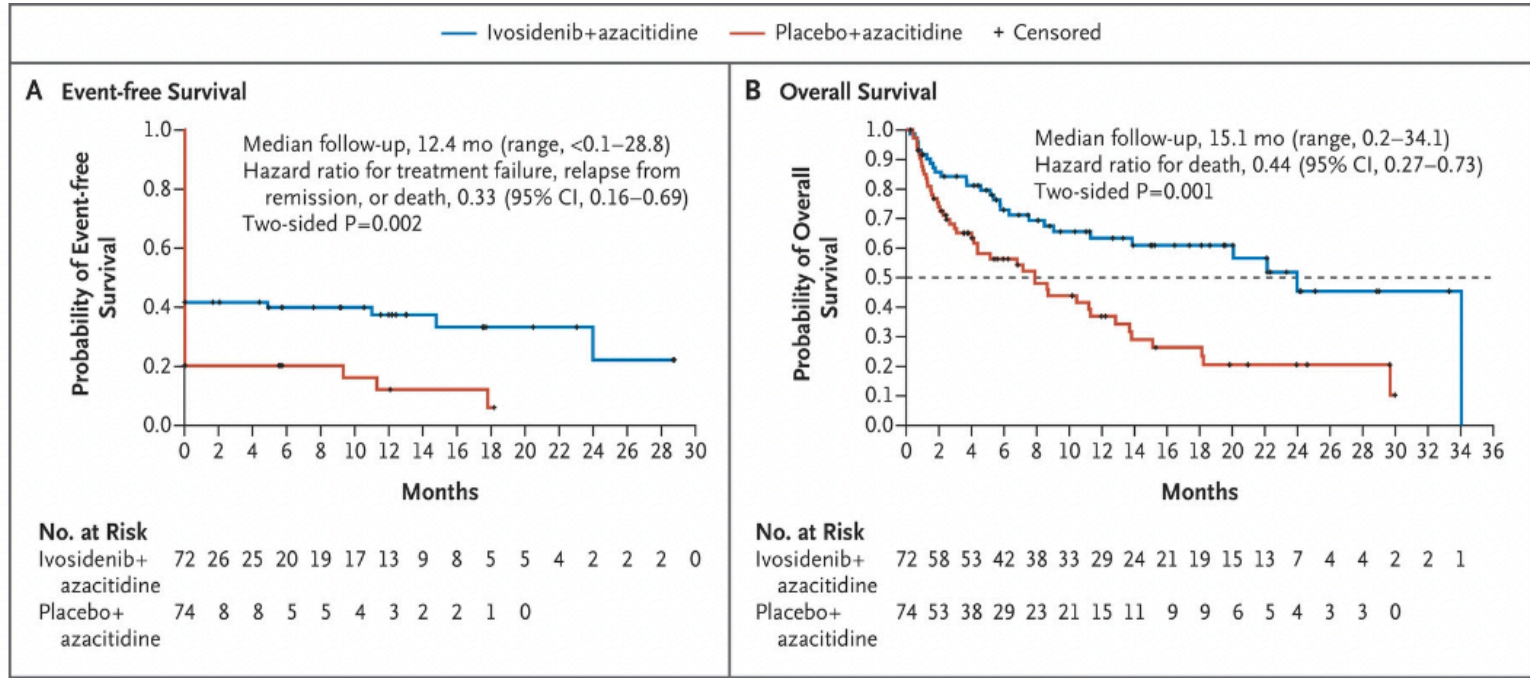 Ivosidenib+azacitidine Placebo+azacitidine + Censored
A Event-free Survival
Probability of Event-free
Survival
1.0
0.8
0.6
0.4
0.2
0.0
Median follow-up, 12.4 mo (range, <0.1–28.8)
Hazard ratio for treatment failure, relapse from
remission, or death, 0.33 (95% CI, 0.16–0.69)
Two-sided P=0.002
0 2 4 6 8 10 12 14 16 18 20 22 24 26 28 30
Months
No. at Risk
Ivosidenib+ 72 26 25 20 19 17 13 9 8 5 5 4 2 2 2 0
azacitidine
Placebo+ 74 8 8 5 5 4 3 2 2 1 0
azacitidine
B Overall Survival
Probability of Overall
Survival
1.0
0.9
0.8
0.7
0.6
0.5
0.4
0.3
0.2
0.1
0.0
Median follow-up, 15.1 mo (range, 0.2–34.1)
Hazard ratio for death, 0.44 (95% CI, 0.27–0.73)
Two-sided P=0.001
0 2 4 6 8 10 12 14 16 18 20 22 24 26 28 30 32 34 36
Months
No. at Risk
Ivosidenib+ 72 58 53 42 38 33 29 24 21 19 15 13 7 4 4 2 2 1
azacitidine
Placebo+ 74 53 38 29 23 21 15 11 9 9 6 5 4 3 3 0
azacitidine